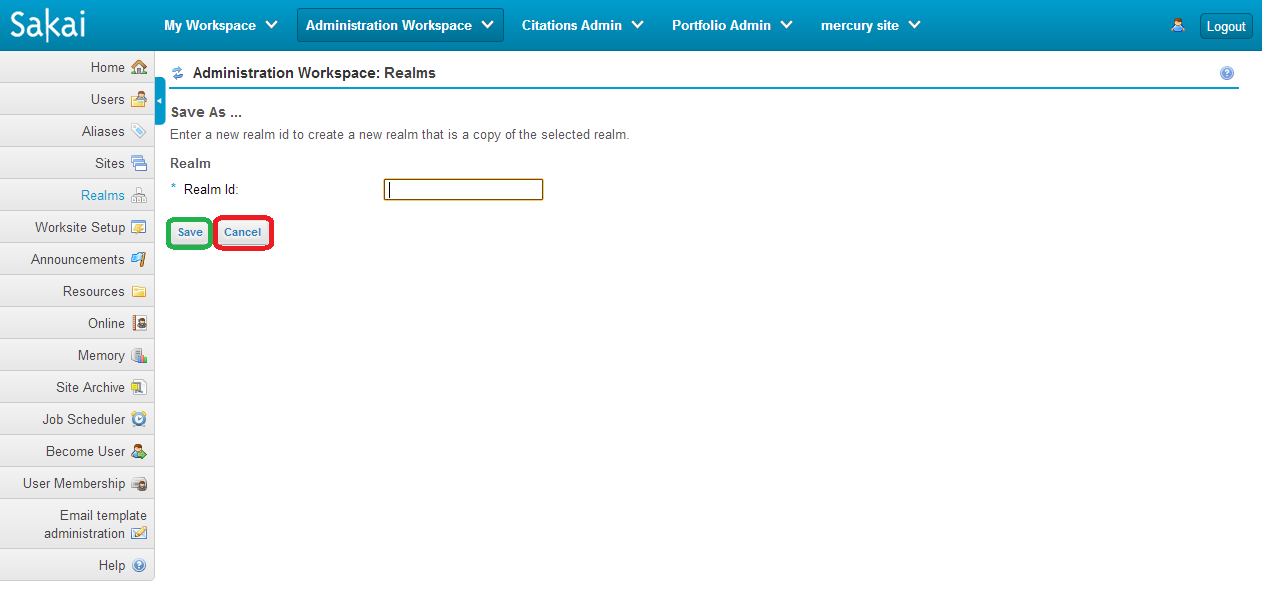 Sakai
My Workspace
Administration Workspace
Citations Admin
Portfolio Admin
mercury site
Logout
Home
Users
Aliases
Sites
Realms
Worksite Setup
Announcements
Resources
Online
Memory
Site Archive
Job Scheduler
Become User
User Membership
Email template
administration
Help
Administration Workspace: Realms
Save As ...
Enter a new realm id to create a new realm that is a copy of the selected realm.
Realm
* Realm Id:
Save
Cancel